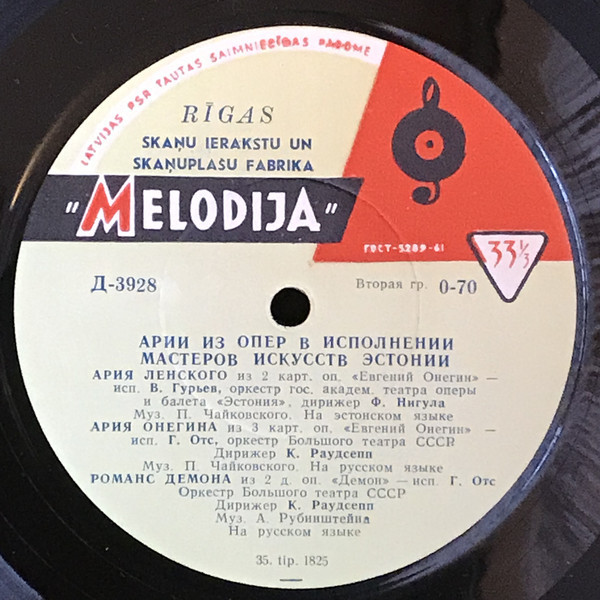 LATVIJAS PSR TAUTAS SAIMNIECĪBAS PADOME
RĪGAS
SKAŅU IERAKSTU UN
SKAŅUPLAŠU FABRIKA
"MELODIJA"
ГОСТ-5289-61
33⅓
Д-3928
Вторая гр. 0-70
АРИИ ИЗ ОПЕР В ИСПОЛНЕНИИ
МАСТЕРОВ ИСКУССТВ ЭСТОНИИ
АРИЯ ЛЕНСКОГО из 2 карт. оп. «Евгений Онегин» —
исп. В. Гурьев, оркестр гос. академ. театра оперы
и балета «Эстония», дирижер Ф. Нигула
Муз. П. Чайковского. На эстонском языке
АРИЯ ОНЕГИНА из 3 карт. оп. «Евгений Онегин» —
исп. Г. Отс, оркестр Большого театра СССР
Дирижер К. Раудсепп
Муз. П. Чайковского. На русском языке
РОМАНС ДЕМОНА из 2 д. оп. «Демон» — исп. Г. Отс
Оркестр Большого театра СССР
Дирижер К. Раудсепп
Муз. А. Рубинштейна
На русском языке
35. tip. 1825